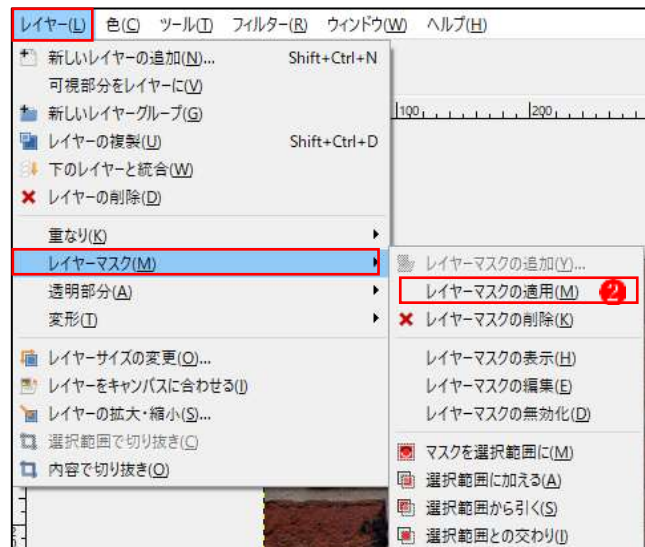 レイヤー(L) 色(C) ツール(T) フィルター(R) ウィンドウ(W) ヘルプ(H)
新しいレイヤーの追加(N)... Shift+Ctrl+N
可視部分をレイヤーに(V)
新しいレイヤーグループ(G)
レイヤーの複製(U) Shift+Ctrl+D
下のレイヤーと統合(W)
レイヤーの削除(D)
重なり(K)
レイヤーマスク(M)
透明部分(A)
変形(T)
レイヤーサイズの変更(O)...
レイヤーをキャンバスに合わせる(I)
レイヤーの拡大・縮小(S)...
選択範囲で切り抜き(C)
内容で切り抜き(O)
100 200
レイヤーマスクの追加(Y)...
レイヤーマスクの適用(M) 2
レイヤーマスクの削除(K)
レイヤーマスクの表示(H)
レイヤーマスクの編集(E)
レイヤーマスクの無効化(D)
マスクを選択範囲に(M)
選択範囲に加える(A)
選択範囲から引く(S)
選択範囲との交わり(I)